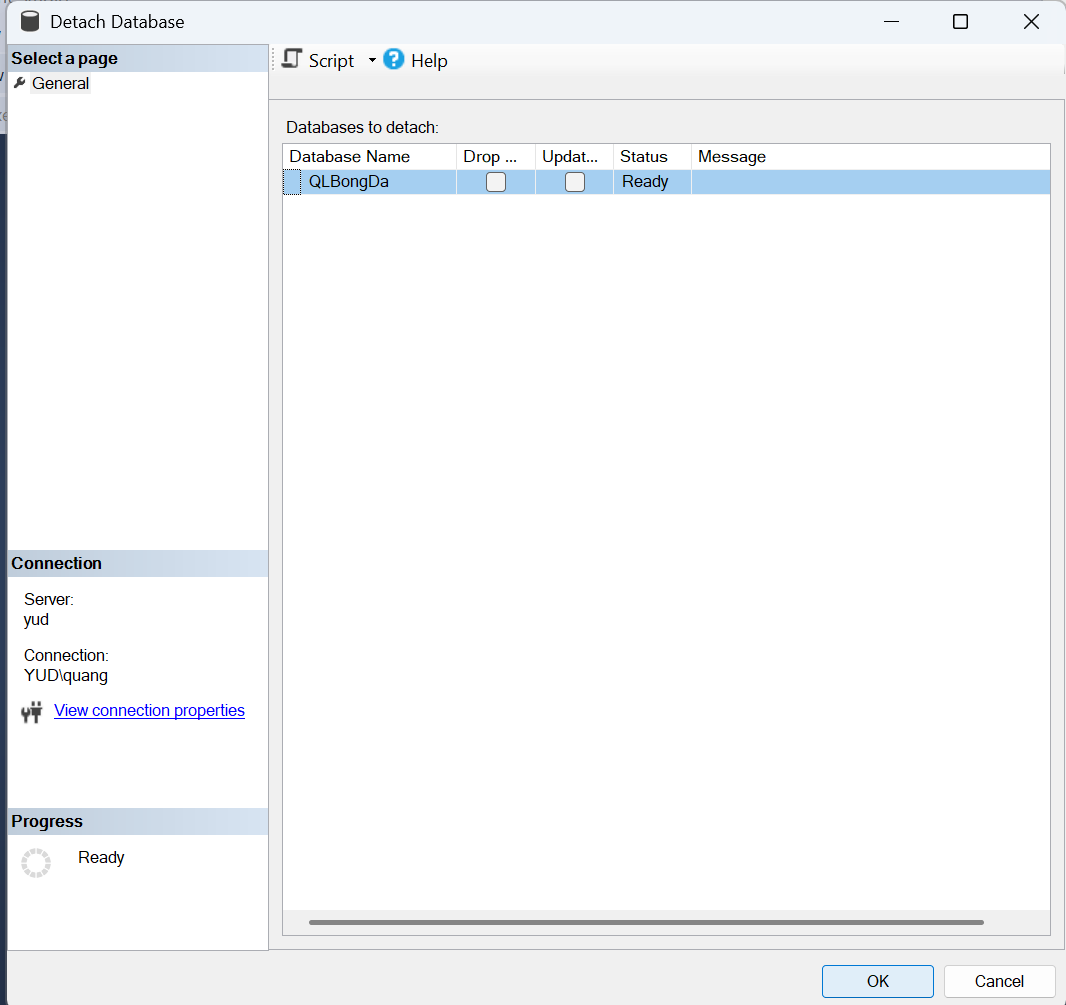 Detach Database
Select a page
General
Script
Help
Databases to detach:
Database Name Drop ... Updat... Status Message
QLBongDa Ready
Connection
Server:
yud
Connection:
YUD\quang
View connection properties
Progress
Ready
OK Cancel